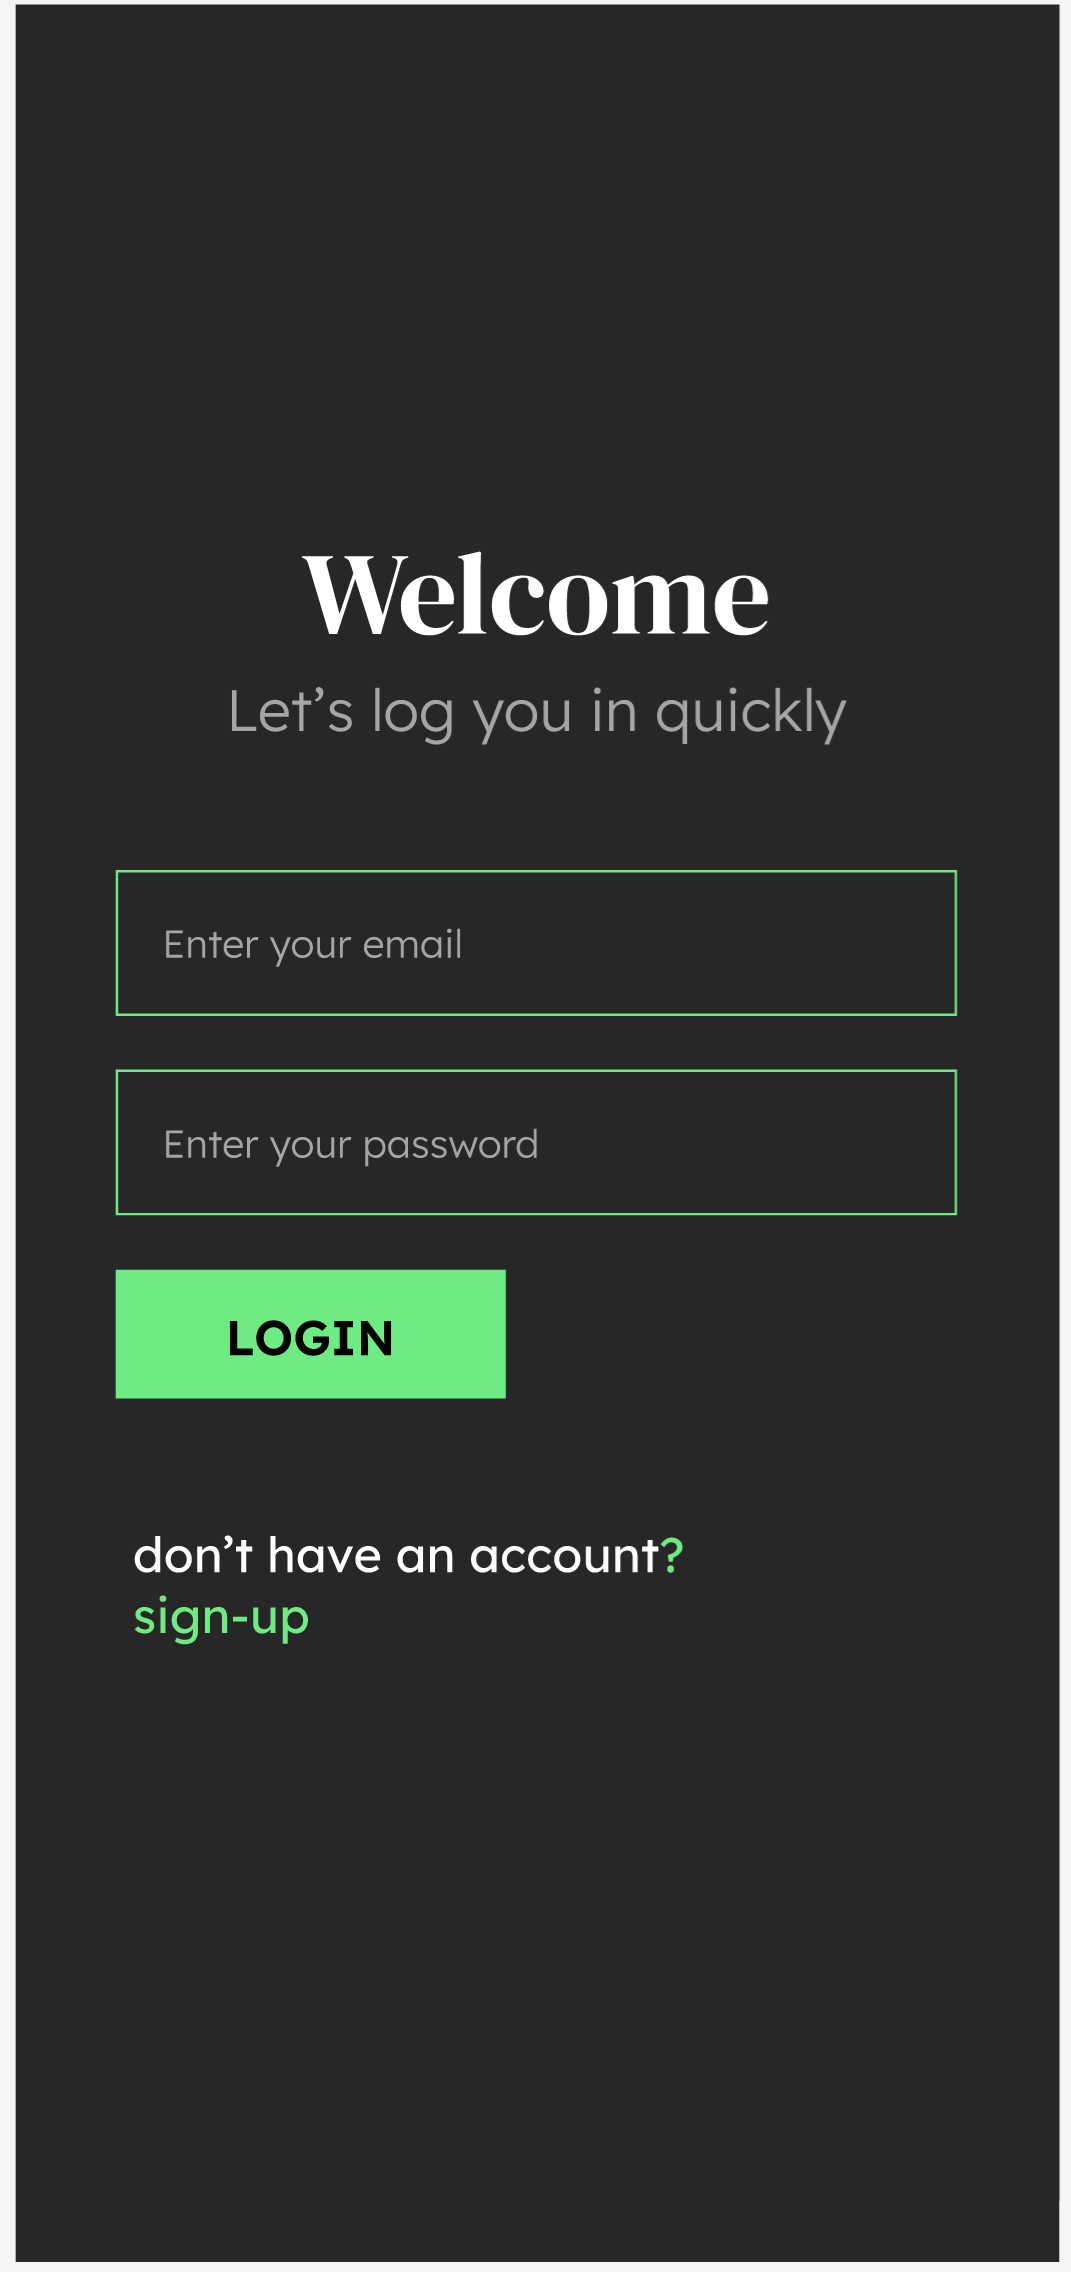 Welcome
Let’s log you in quickly
Enter your email
Enter your password
LOGIN
don’t have an account?
sign-up